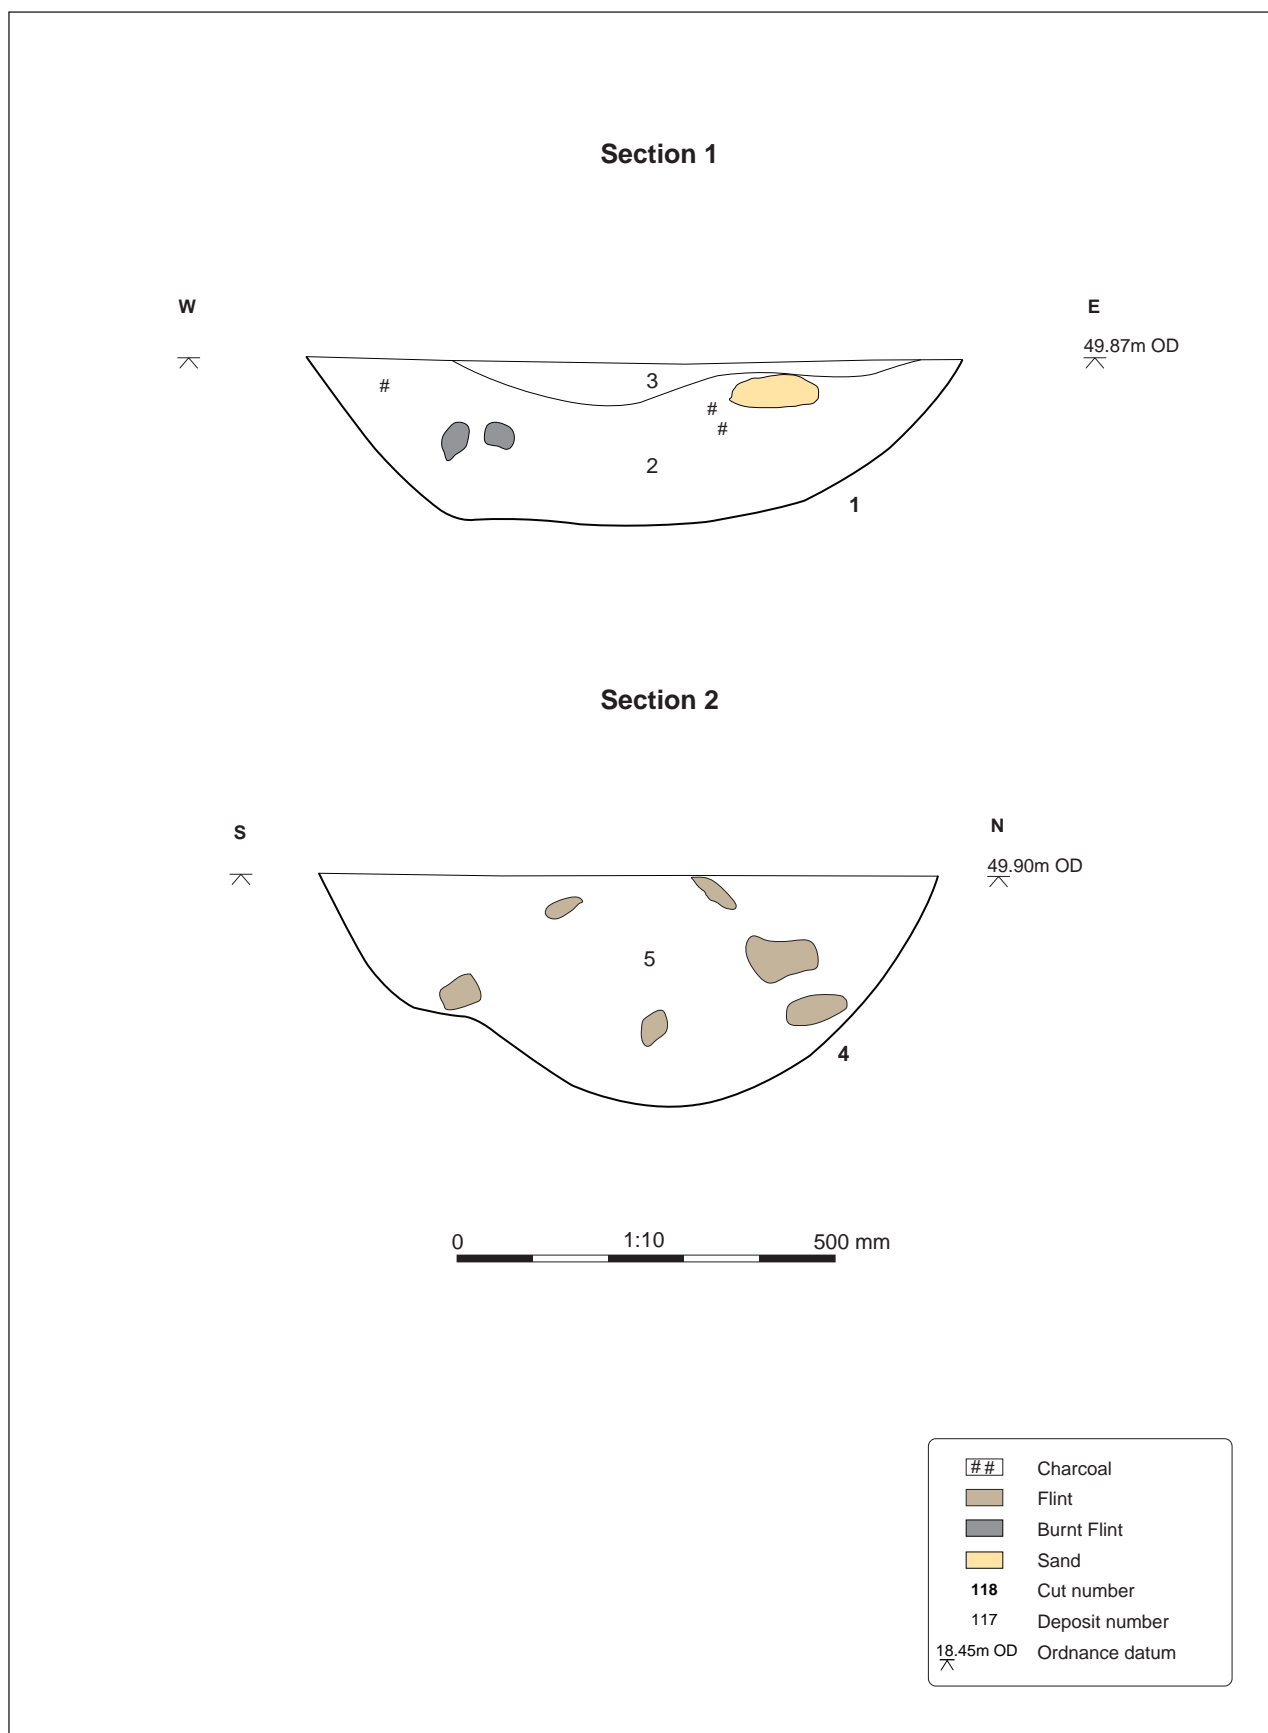 Section 1
W
E
49.87m OD
#
3
#
#
2
1
Section 2
S
N
49.90m OD
5
4
0 1:10 500 mm
## Charcoal
Flint
Burnt Flint
Sand
118 Cut number
117 Deposit number
18.45m OD Ordnance datum